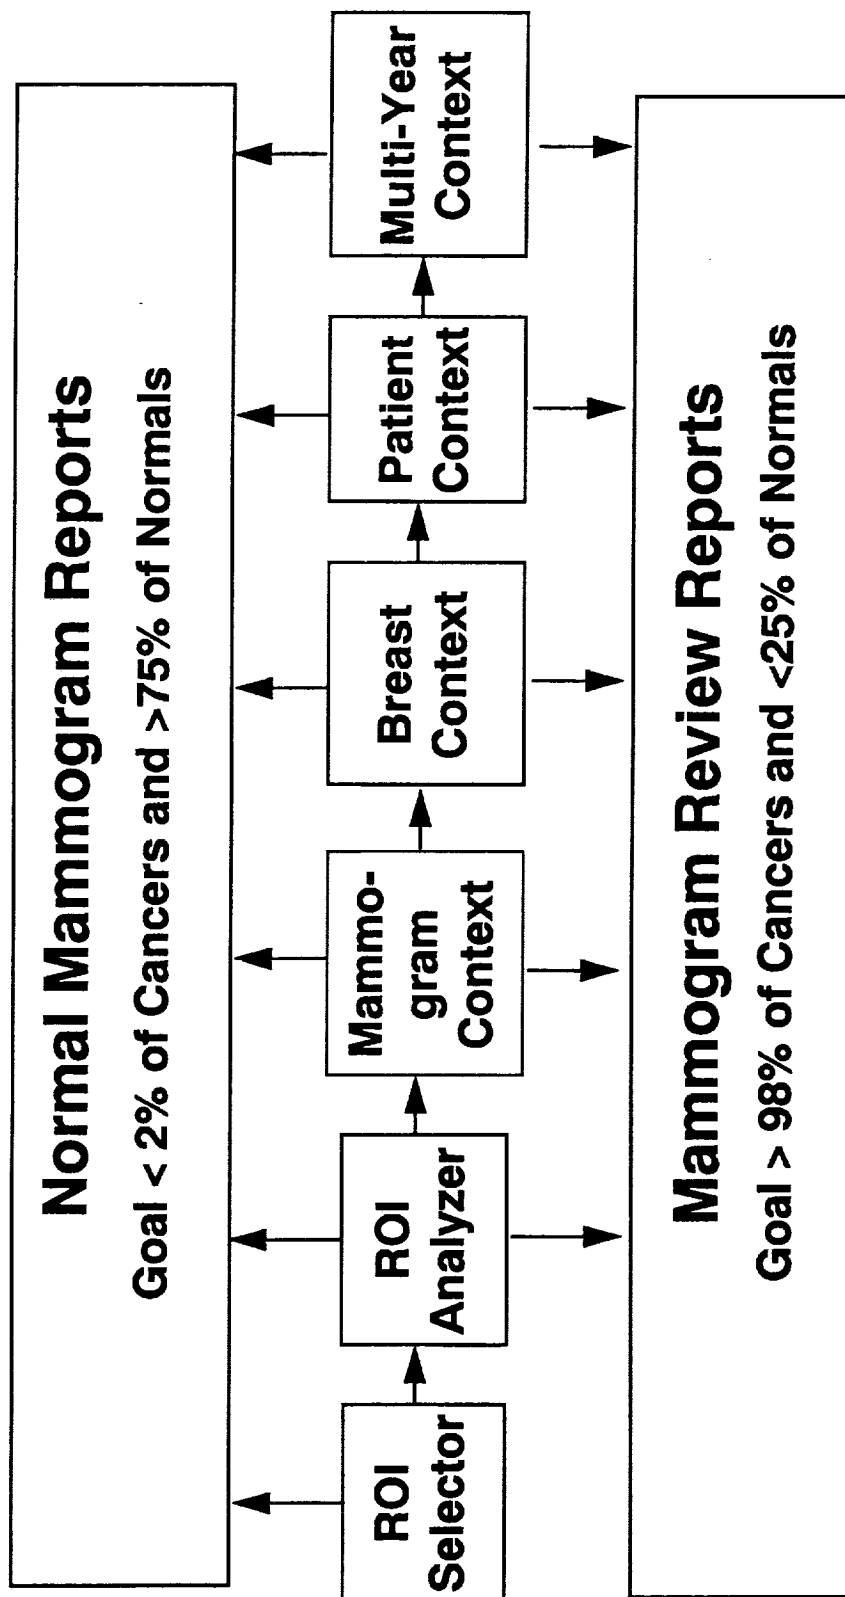 Normal Mammogram Reports
Goal < 2% of Cancers and >75% of Normals
ROI
Selector
ROI
Analyzer
Mammo-
gram
Context
Breast
Context
Patient
Context
Multi-Year
Context
Mammogram Review Reports
Goal > 98% of Cancers and <25% of Normals